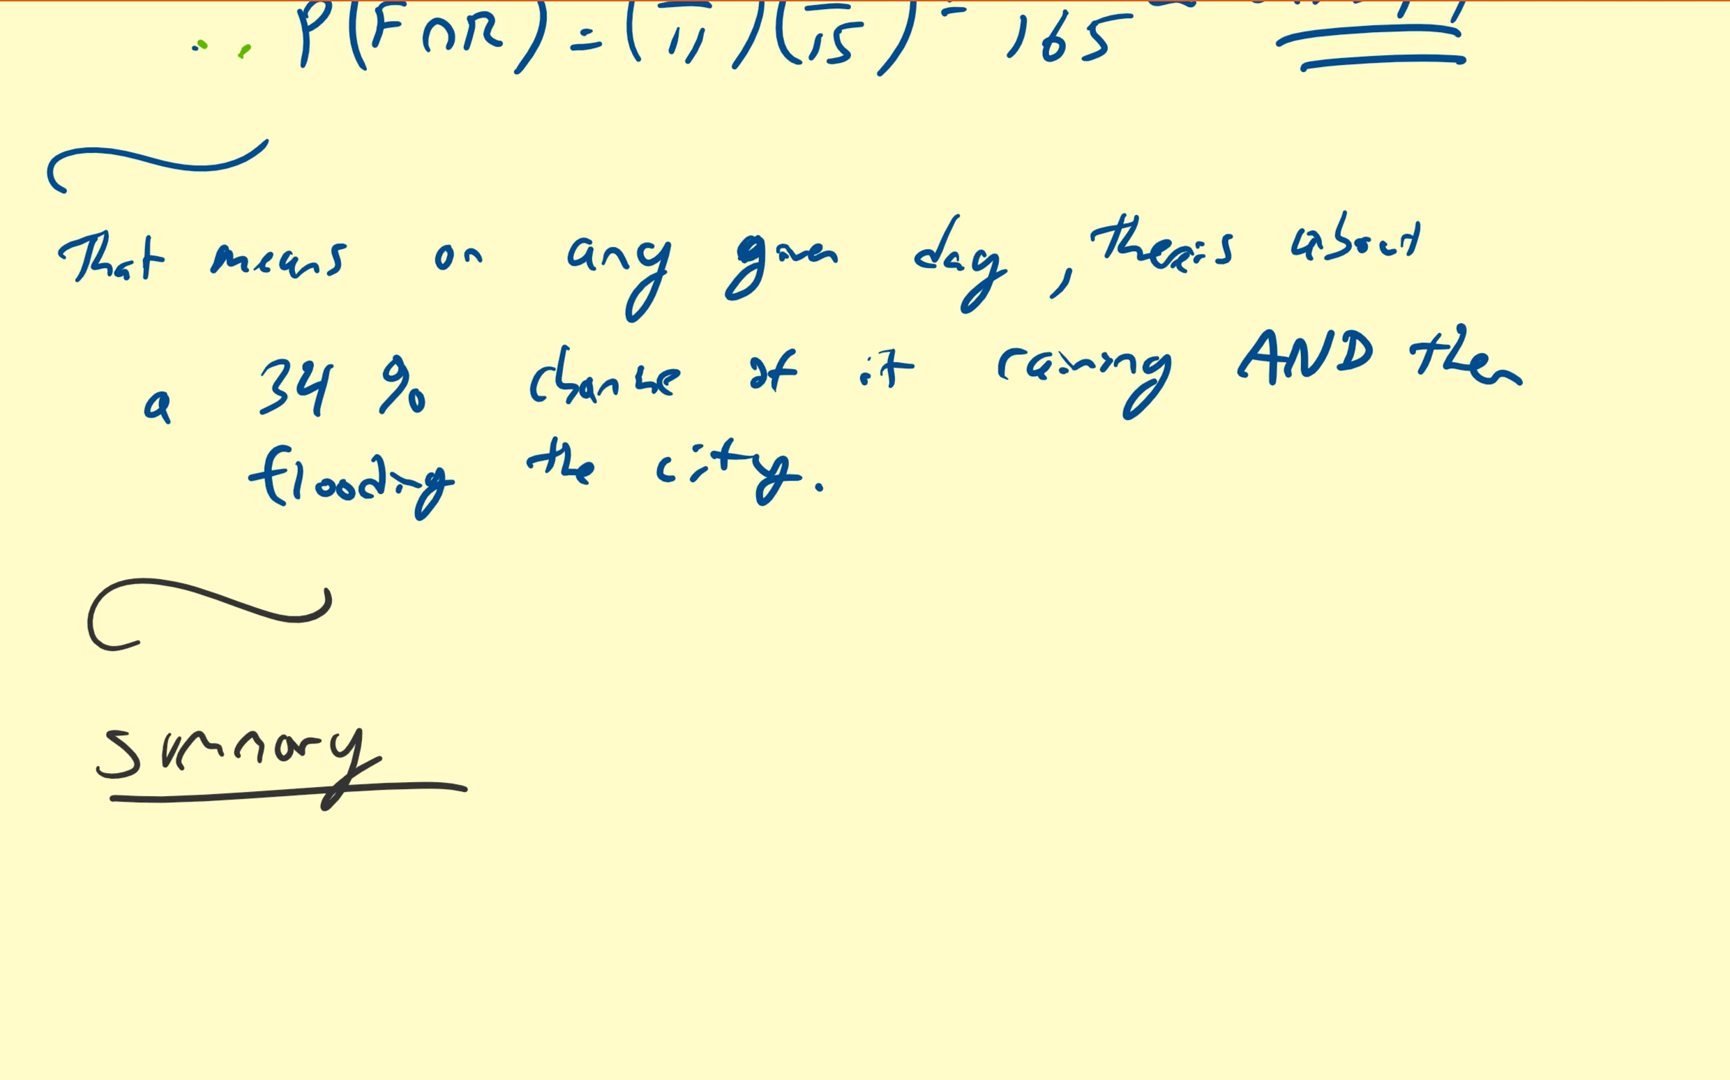 P(F∩R) = ( 11 )( 15 ) = 165 =
That means on any given day, there's about
a 34 % chance of it raining AND then
flooding the city.
Summary